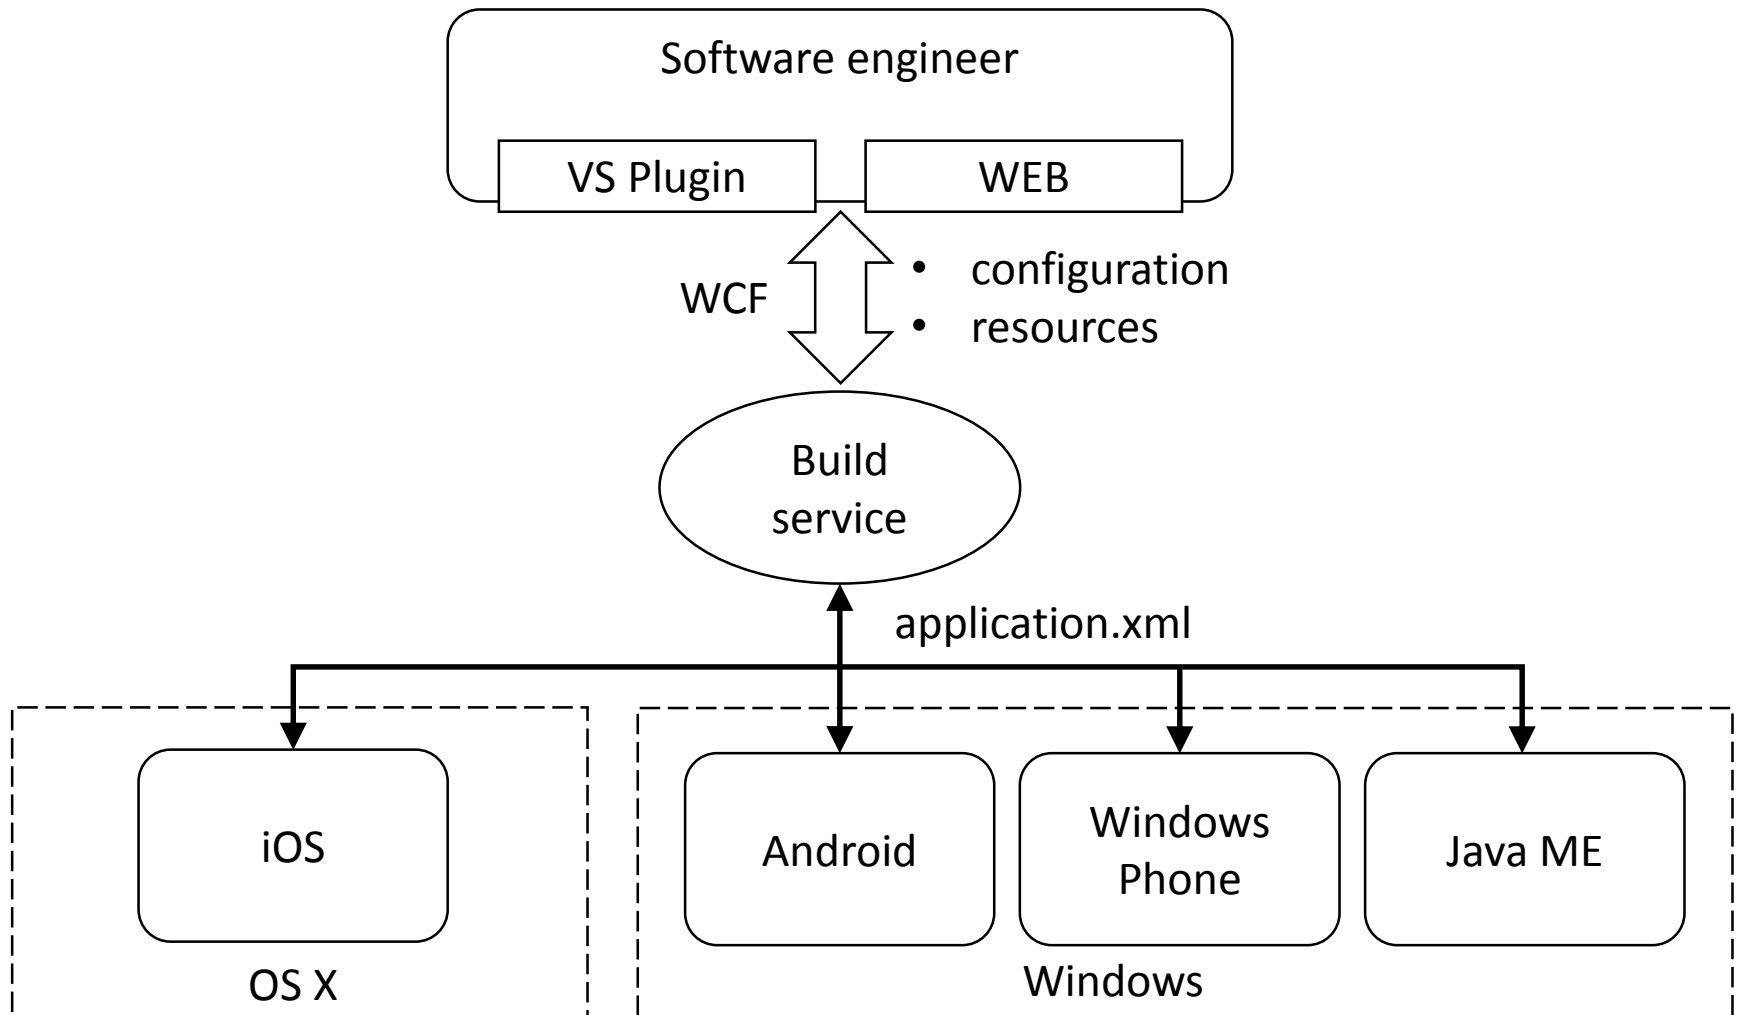 Software engineer
VS Plugin
WEB
WCF
• configuration
• resources
Build
service
application.xml
iOS
Android
Windows
Phone
Java ME
OS X
Windows